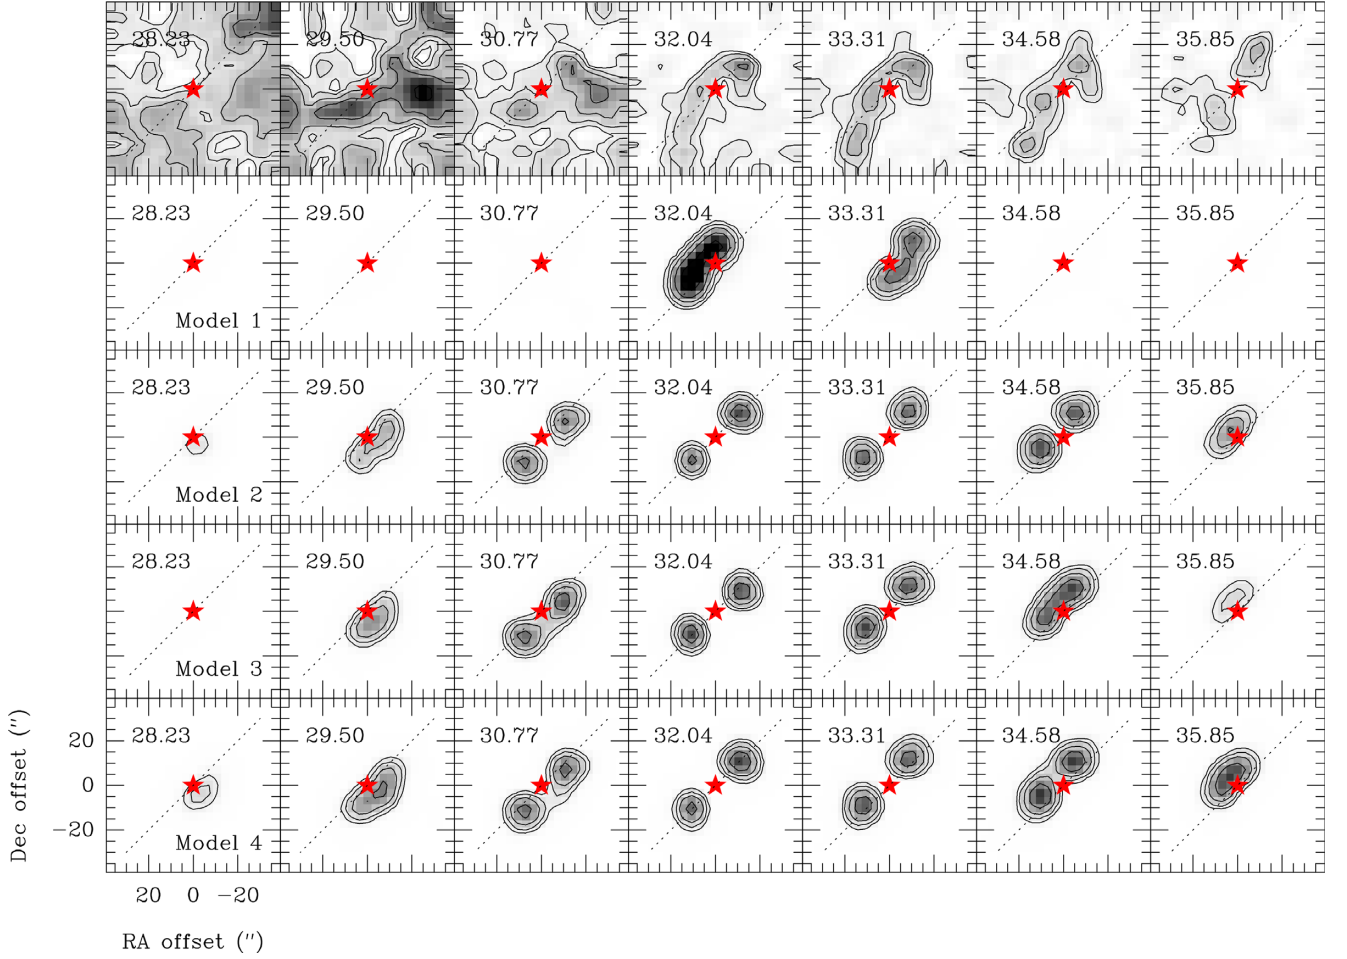 28.23 29.50 30.77 32.04 33.31 34.58 35.85
28.23 29.50 30.77 32.04 33.31 34.58 35.85
Model 1
28.23 29.50 30.77 32.04 33.31 34.58 35.85
Model 2
28.23 29.50 30.77 32.04 33.31 34.58 35.85
Model 3
28.23 29.50 30.77 32.04 33.31 34.58 35.85
Model 4
Dec offset (″)
20
0
−20
20 0 −20
RA offset (″)